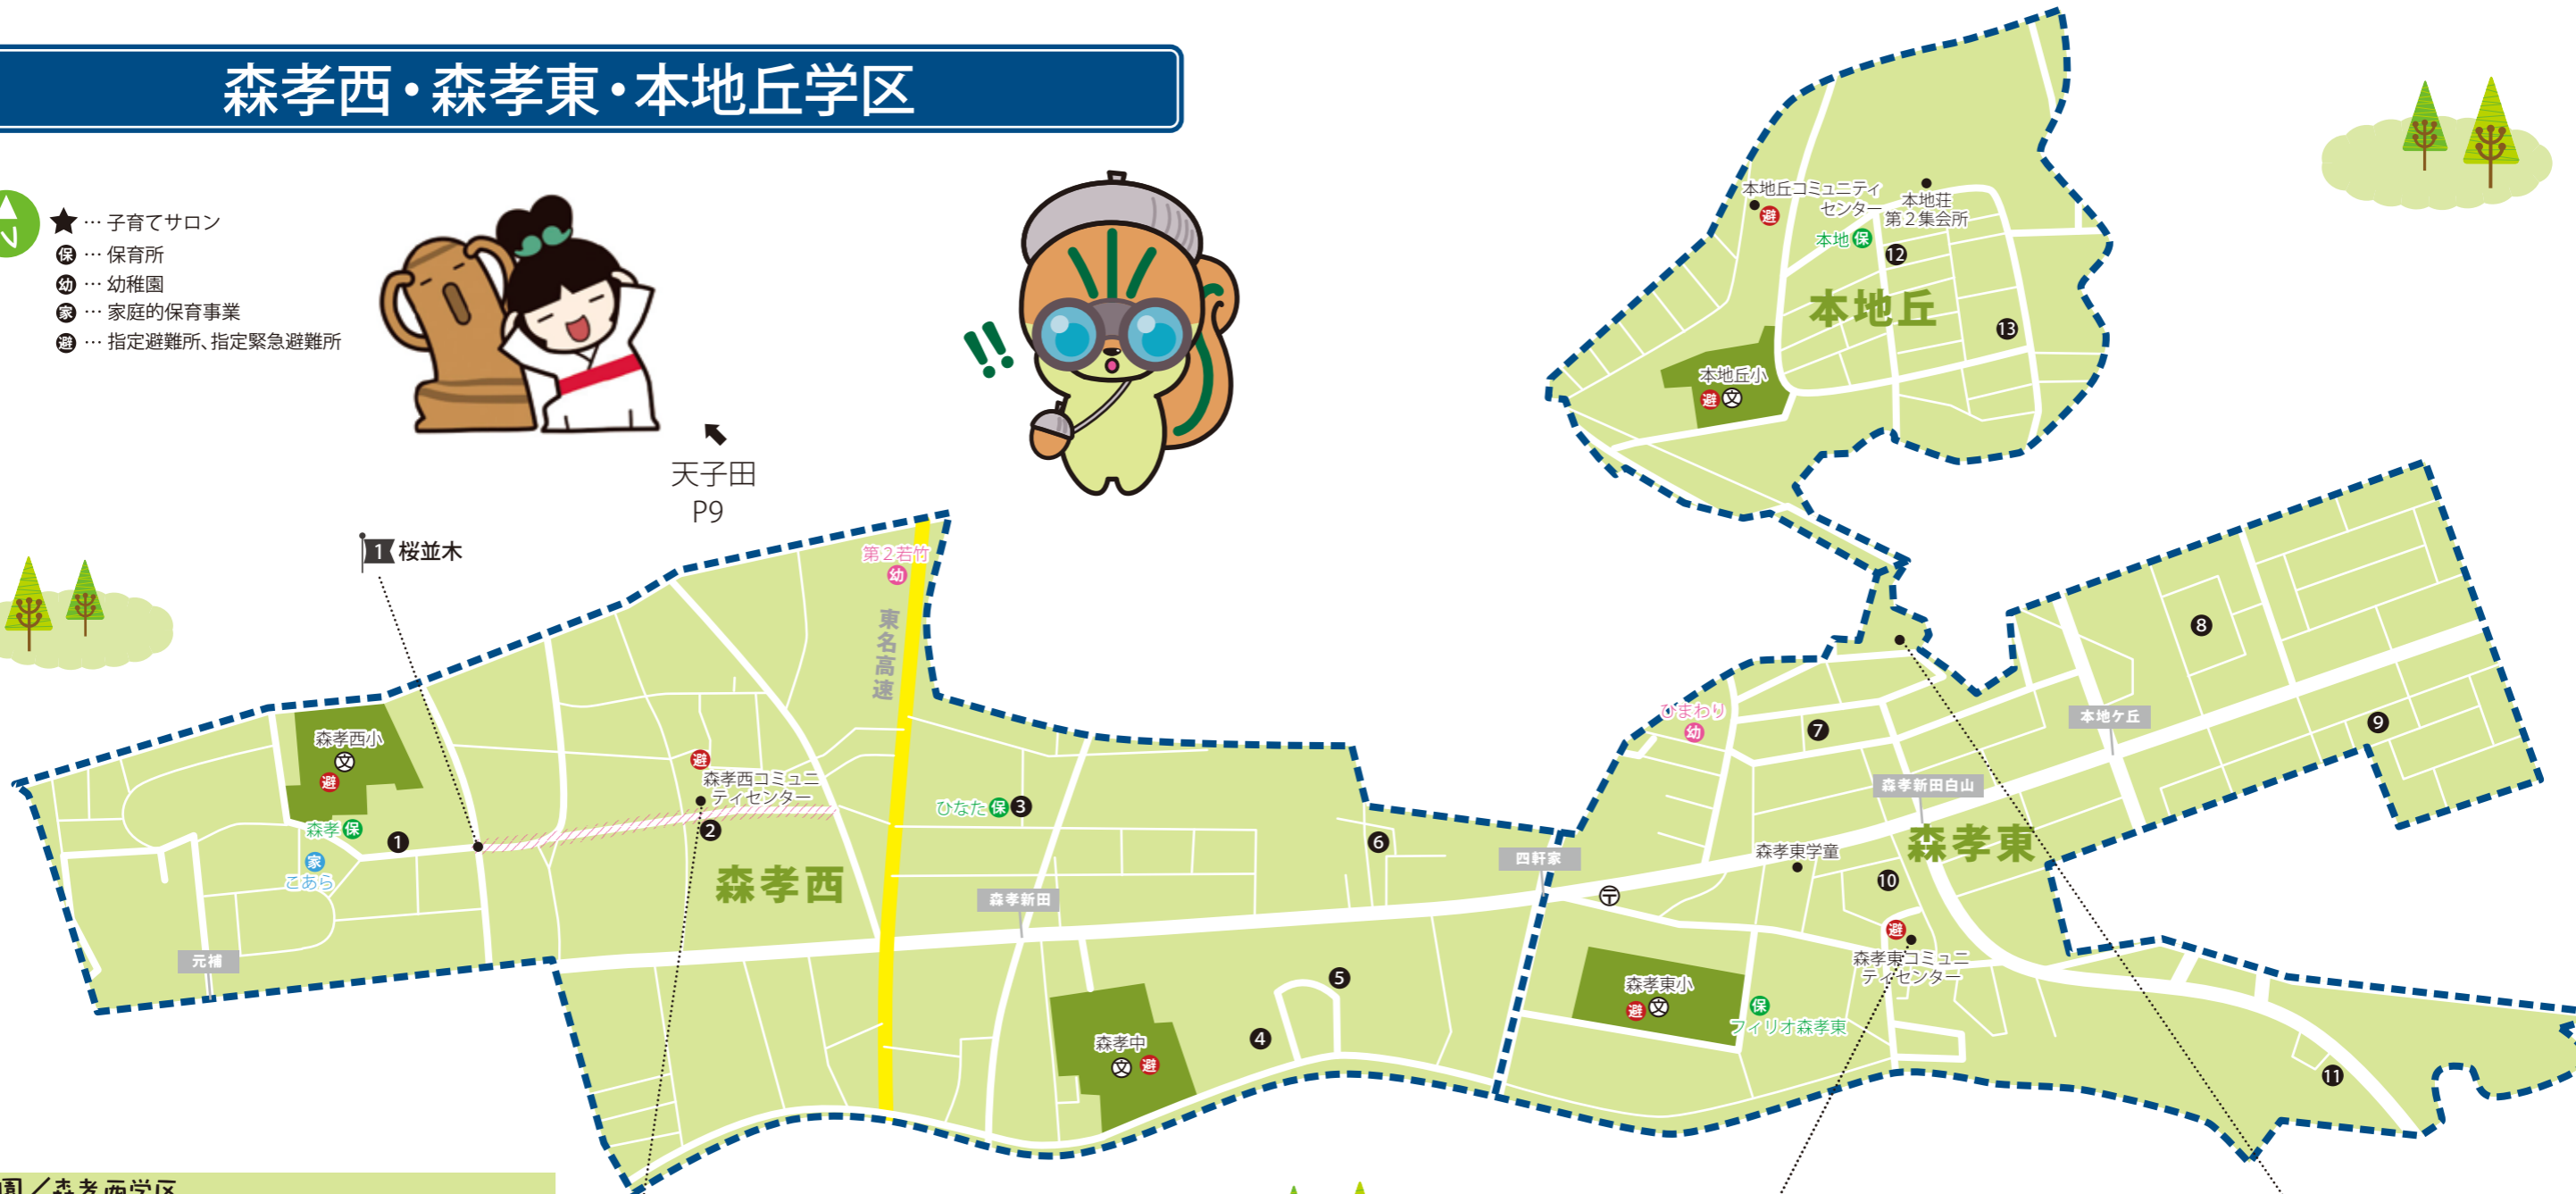 森孝西・森孝東・本地丘学区
★ … 子育てサロン
保 … 保育所
幼 … 幼稚園
家 … 家庭的保育事業
避 … 指定避難所、指定緊急避難所
天子田
P9
1 桜並木
本地丘コミュニティ
センター
避
本地荘
第2集会所
本地 保
12
本地丘
13
本地丘小
避 文
第2若竹
幼
東名高速
森孝西小
文
避
森孝 保
1
家
こあら
元補
避
森孝西コミュニ
ティセンター
2
森孝西
ひなた 保 3
森孝新田
6
5
4
森孝中
文 避
四軒家
〒
ひまわり
幼
7
8
本地ケ丘
9
森孝新田白山
森孝東
森孝東学童
10
避
森孝東コミュニ
ティセンター
森孝東小
避 文
保
フィリオ森孝東
11
園／森孝西学区